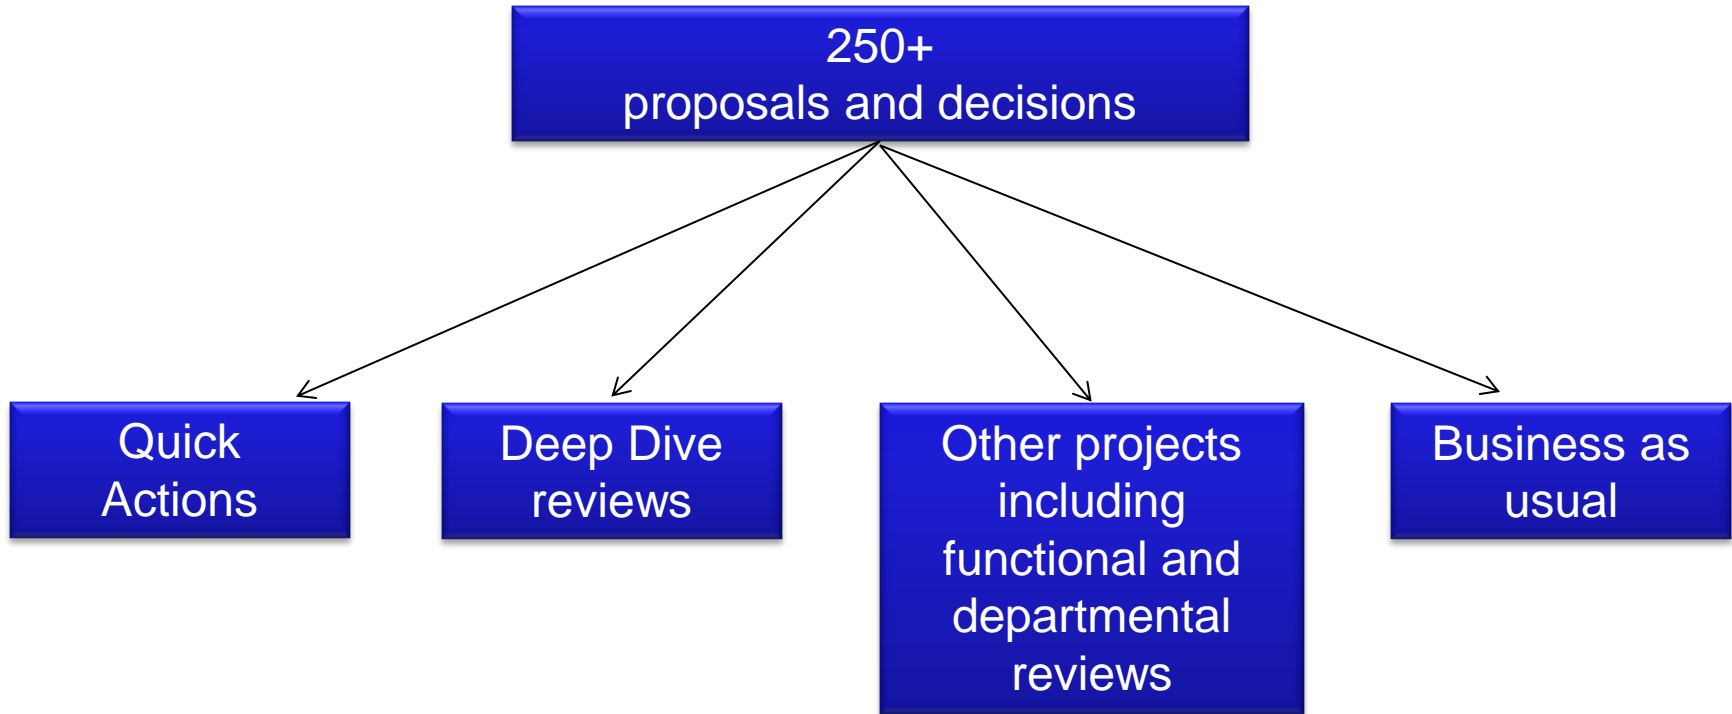 250+
proposals and decisions
Quick
Actions
Deep Dive
reviews
Other projects
including
functional and
departmental
reviews
Business as
usual